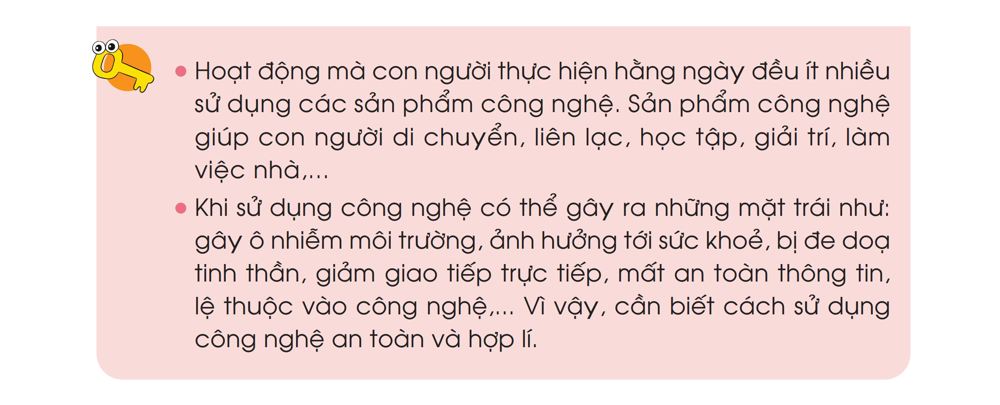 ● Hoạt động mà con người thực hiện hằng ngày đều ít nhiều
sử dụng các sản phẩm công nghệ. Sản phẩm công nghệ
giúp con người di chuyển, liên lạc, học tập, giải trí, làm
việc nhà,...
● Khi sử dụng công nghệ có thể gây ra những mặt trái như:
gây ô nhiễm môi trường, ảnh hưởng tới sức khoẻ, bị đe doạ
tinh thần, giảm giao tiếp trực tiếp, mất an toàn thông tin,
lệ thuộc vào công nghệ,... Vì vậy, cần biết cách sử dụng
công nghệ an toàn và hợp lí.